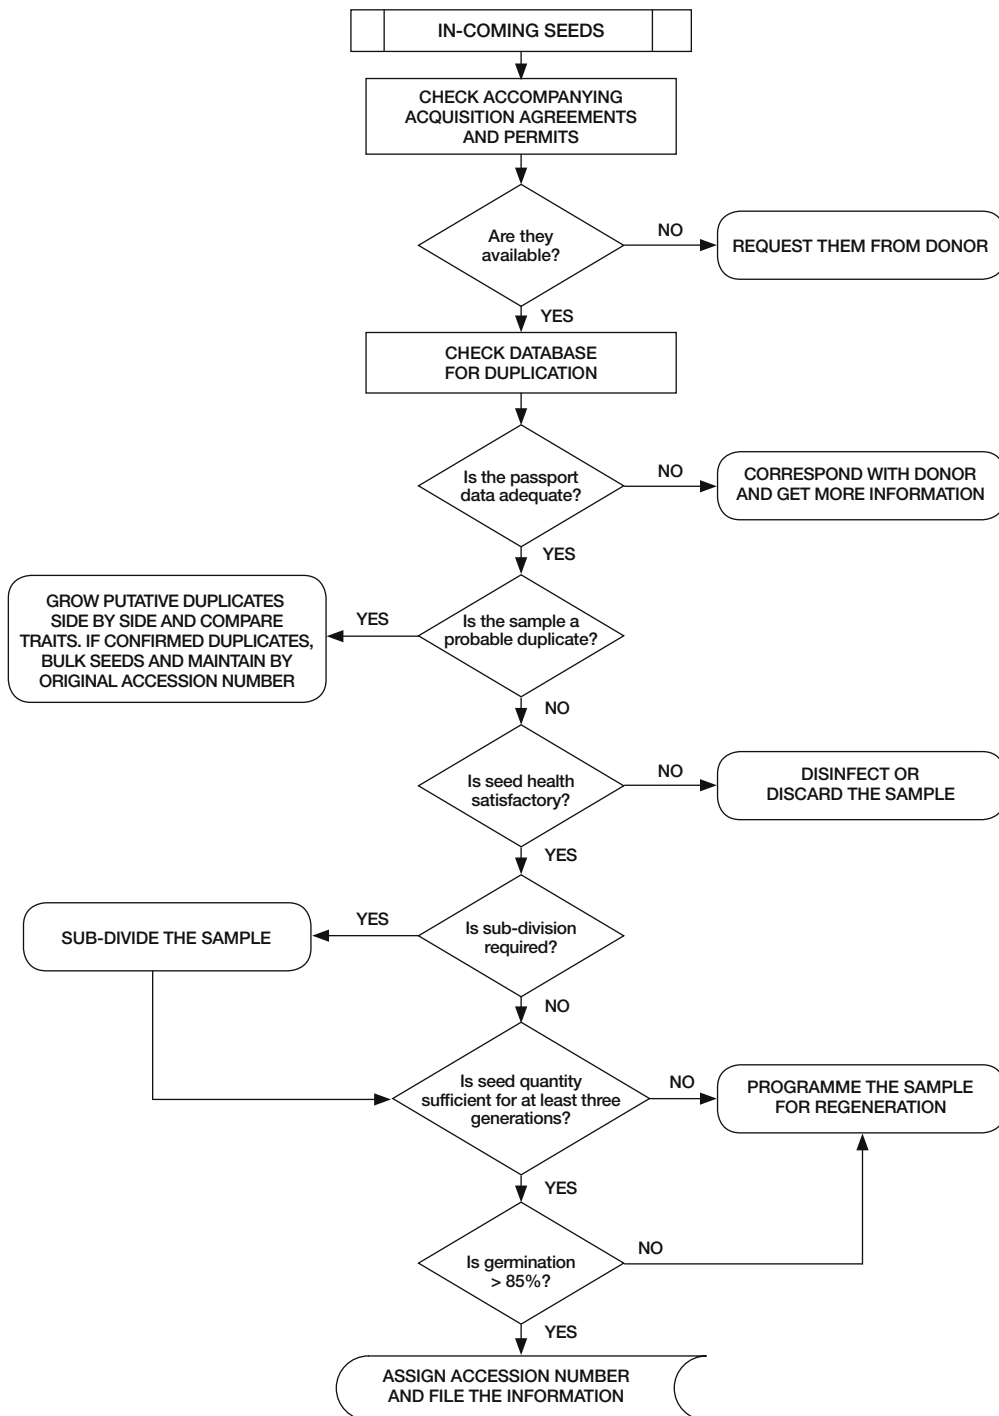 IN-COMING SEEDS
CHECK ACCOMPANYING
ACQUISITION AGREEMENTS
AND PERMITS
Are they
available?
NO
REQUEST THEM FROM DONOR
YES
CHECK DATABASE
FOR DUPLICATION
Is the passport
data adequate?
NO
CORRESPOND WITH DONOR
AND GET MORE INFORMATION
YES
GROW PUTATIVE DUPLICATES
SIDE BY SIDE AND COMPARE
TRAITS. IF CONFIRMED DUPLICATES,
BULK SEEDS AND MAINTAIN BY
ORIGINAL ACCESSION NUMBER
YES
Is the sample a
probable duplicate?
NO
Is seed health
satisfactory?
NO
DISINFECT OR
DISCARD THE SAMPLE
YES
SUB-DIVIDE THE SAMPLE
YES
Is sub-division
required?
NO
Is seed quantity
sufficient for at least three
generations?
NO
PROGRAMME THE SAMPLE
FOR REGENERATION
YES
Is germination
> 85%?
NO
YES
ASSIGN ACCESSION NUMBER
AND FILE THE INFORMATION